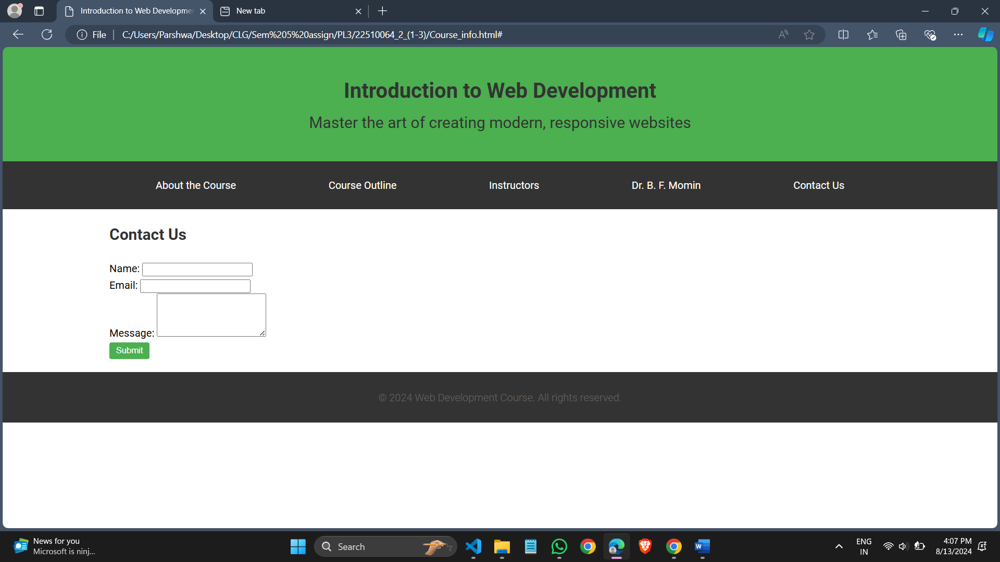 Introduction to Web Developmer
New tab
File
C:/Users/Parshwa/Desktop/CLG/Sem%205%20assign/PL3/22510064_2_(1-3)/Course_info.html#
Introduction to Web Development
Master the art of creating modern, responsive websites
About the Course
Course Outline
Instructors
Dr. B. F. Momin
Contact Us
Contact Us
Name:
Email:
Message:
Submit
© 2024 Web Development Course. All rights reserved.
News for you
Microsoft is ninj...
Search
ENG
IN
4:07 PM
8/13/2024